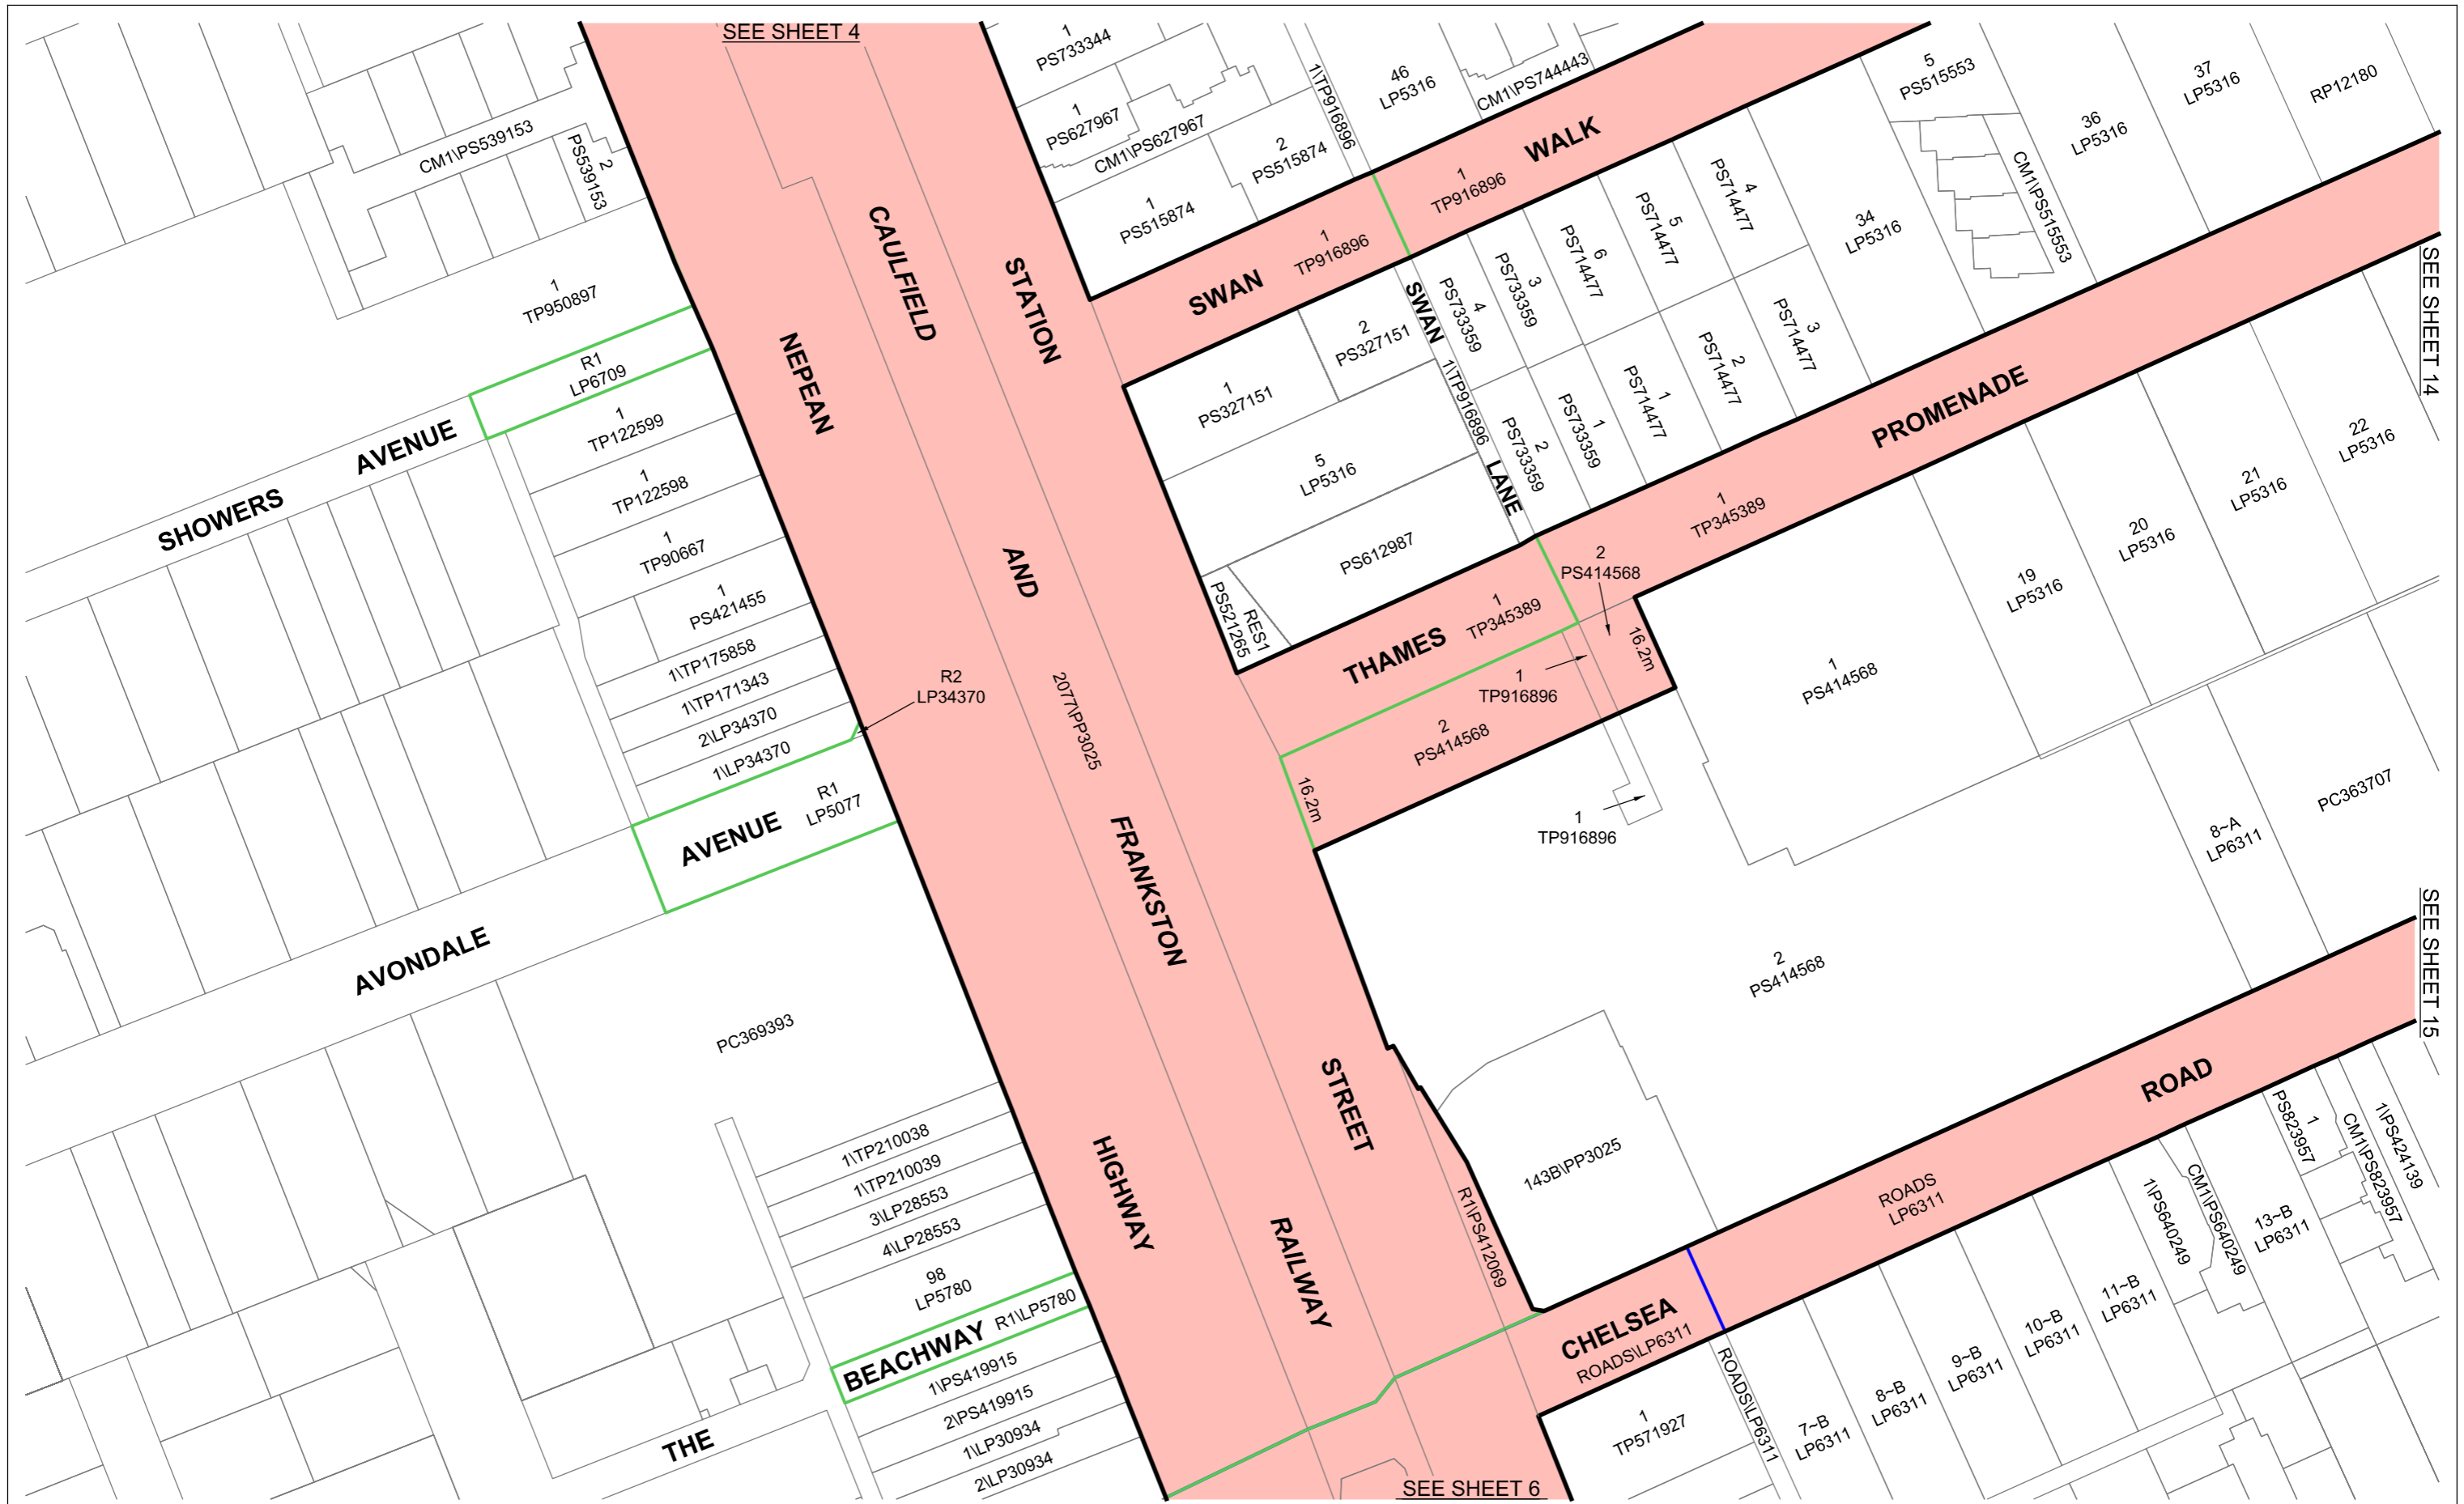 SEE SHEET 4
1
PS733344
1
PS627967
CM1\PS627967
2
PS515874
1
PS515874
1\TP916896
46
LP5316
CM1\PS744443
5
PS515553
CM1\PS515553
36
LP5316
37
LP5316
RP12180
CM1\PS539153
2
PS539153
1
TP950897
R1
LP6709
SHOWERS AVENUE
1
TP122599
1
TP122598
1
TP90667
1
PS421455
1\TP175858
1\TP171343
2\LP34370
1\LP34370
R2
LP34370
AVONDALE AVENUE
R1
LP5077
PC369393
1\TP210038
1\TP210039
3\LP28553
4\LP28553
98
LP5780
THE BEACHWAY
R1\LP5780
1\PS419915
2\PS419915
1\LP30934
2\LP30934
NEPEAN HIGHWAY
CAULFIELD AND FRANKSTON RAILWAY
2077\PP3025
STATION STREET
SWAN WALK
1
TP916896
1
TP916896
1
PS327151
2
PS327151
5
LP5316
PS612987
RES1
PS521265
SWAN LANE
1\TP916896
4
PS733359
3
PS733359
6
PS714477
5
PS714477
4
PS714477
2
PS733359
1
PS733359
1
PS714477
2
PS714477
3
PS714477
34
LP5316
SEE SHEET 14
THAMES PROMENADE
1
TP345389
1
TP345389
2
PS414568
16.2m
1
TP916896
2
PS414568
16.2m
1
TP916896
1
PS414568
19
LP5316
20
LP5316
21
LP5316
22
LP5316
8~A
LP6311
PC363707
2
PS414568
143B\PP3025
R1\PS412069
SEE SHEET 15
CHELSEA ROAD
ROADS\LP6311
ROADS
LP6311
1
TP571927
ROADS\LP6311
7~B
LP6311
8~B
LP6311
9~B
LP6311
10~B
LP6311
11~B
LP6311
1\PS640249
CM1\PS640249
13~B
LP6311
1
PS823957
CM1\PS823957
1\PS424139
SEE SHEET 6